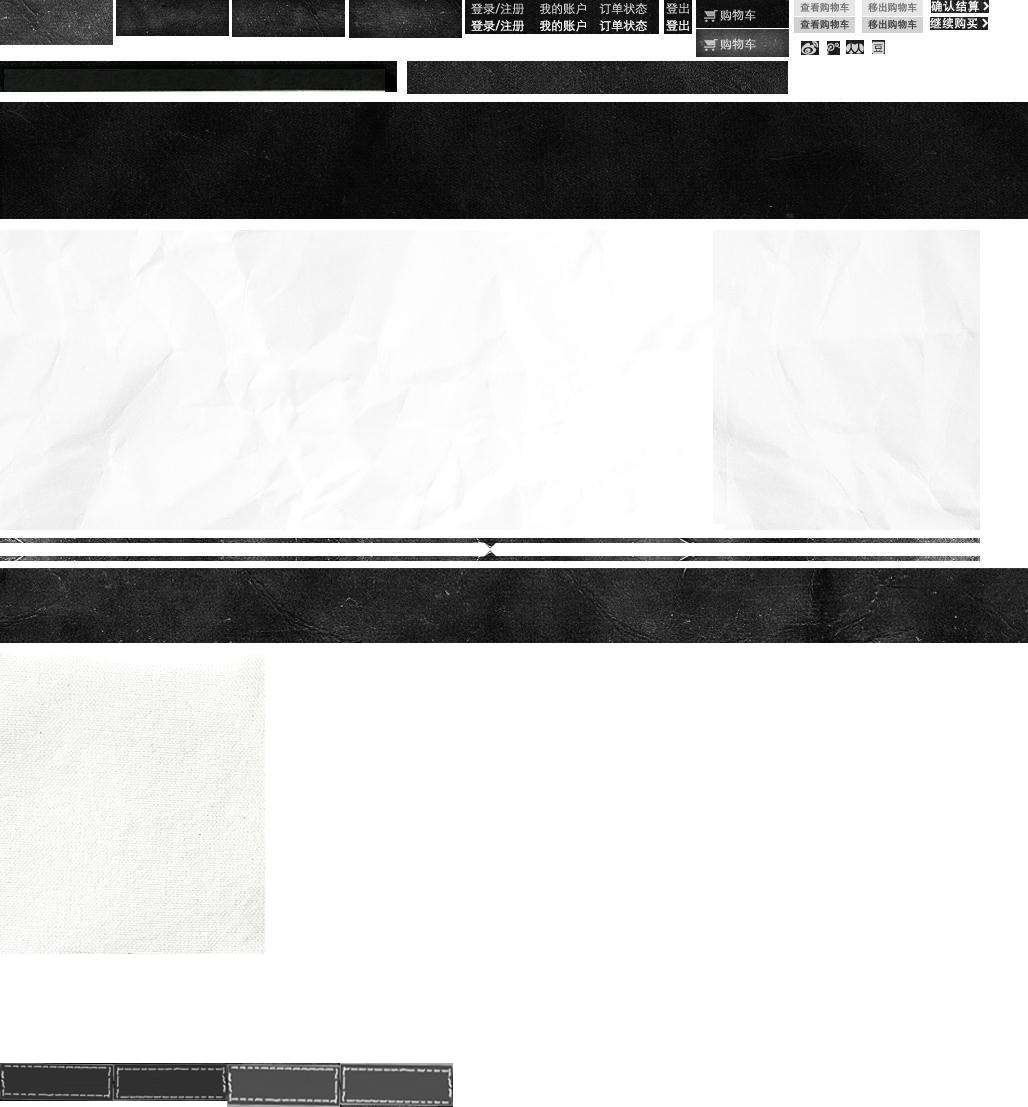 登录/注册 我的账户 订单状态 登出
登录/注册 我的账户 订单状态 登出
购物车
购物车
查看购物车 移出购物车 确认结算
查看购物车 移出购物车 继续购买
豆